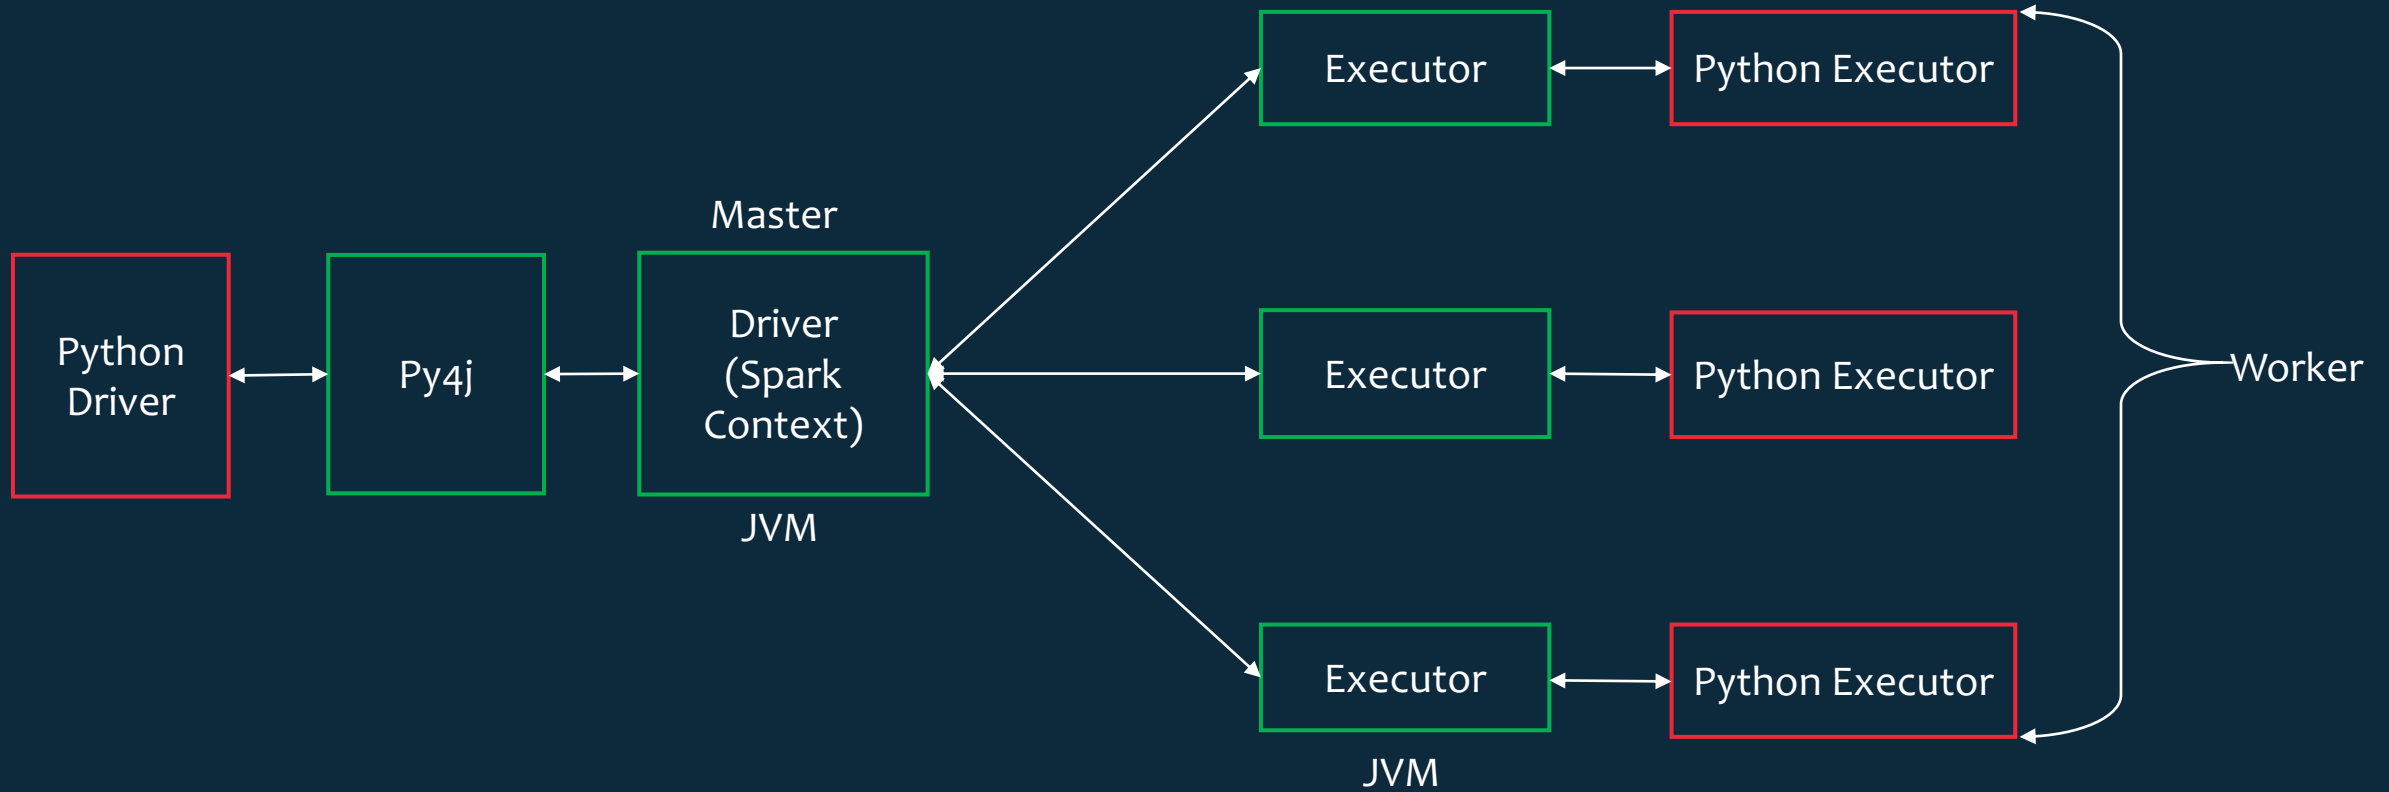 Executor
Python Executor
Master
Python
Driver
Py4j
Driver
(Spark
Context)
JVM
Executor
Python Executor
Worker
Executor
Python Executor
JVM